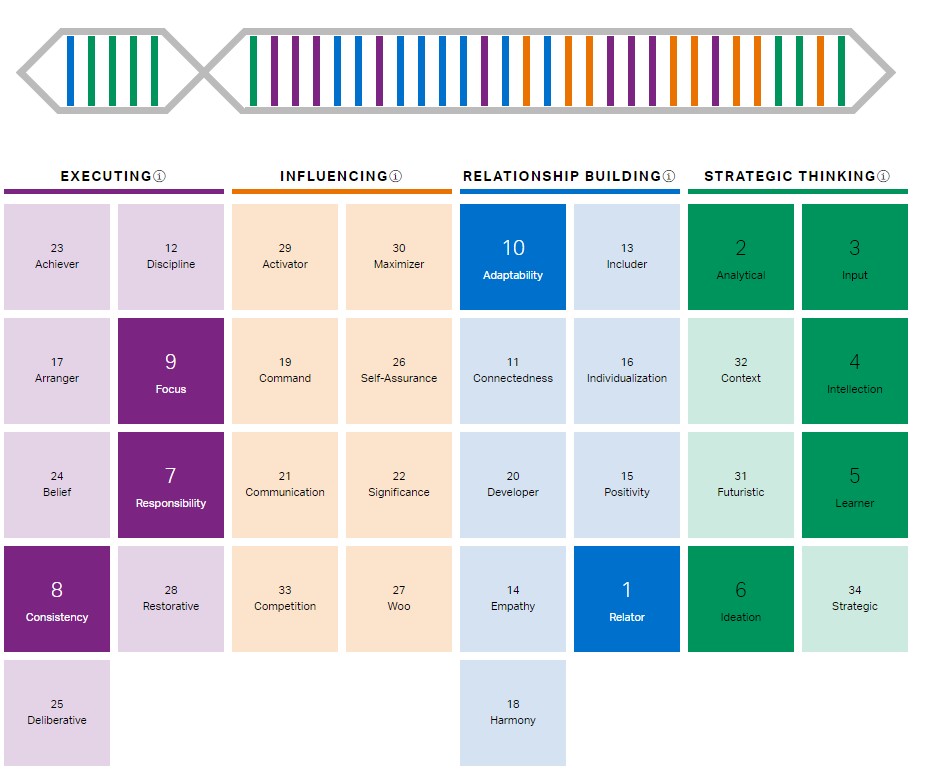 EXECUTINGⓘ INFLUENCINGⓘ RELATIONSHIP BUILDINGⓘ STRATEGIC THINKINGⓘ
23 12 29 30 10 13 2 3
Achiever Discipline Activator Maximizer Adaptability Includer Analytical Input
17 9 19 26 11 16 32 4
Arranger Focus Command Self-Assurance Connectedness Individualization Context Intellection
24 7 21 22 20 15 31 5
Belief Responsibility Communication Significance Developer Positivity Futuristic Learner
8 28 33 27 14 1 6 34
Consistency Restorative Competition Woo Empathy Relator Ideation Strategic
25 18
Deliberative Harmony